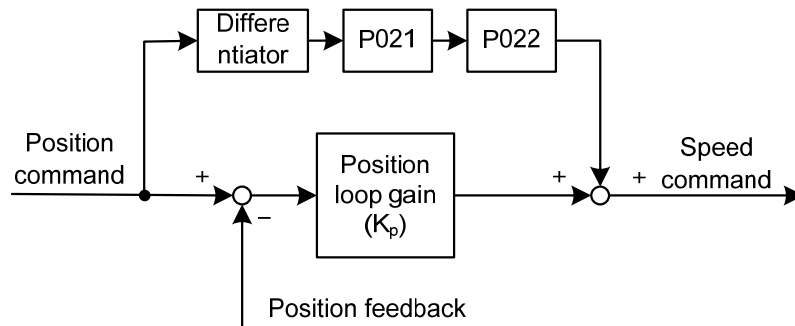 Differe
ntiator
P021
P022
Position
command
+
−
Position
loop gain
(Kp)
+
+
Speed
command
Position feedback